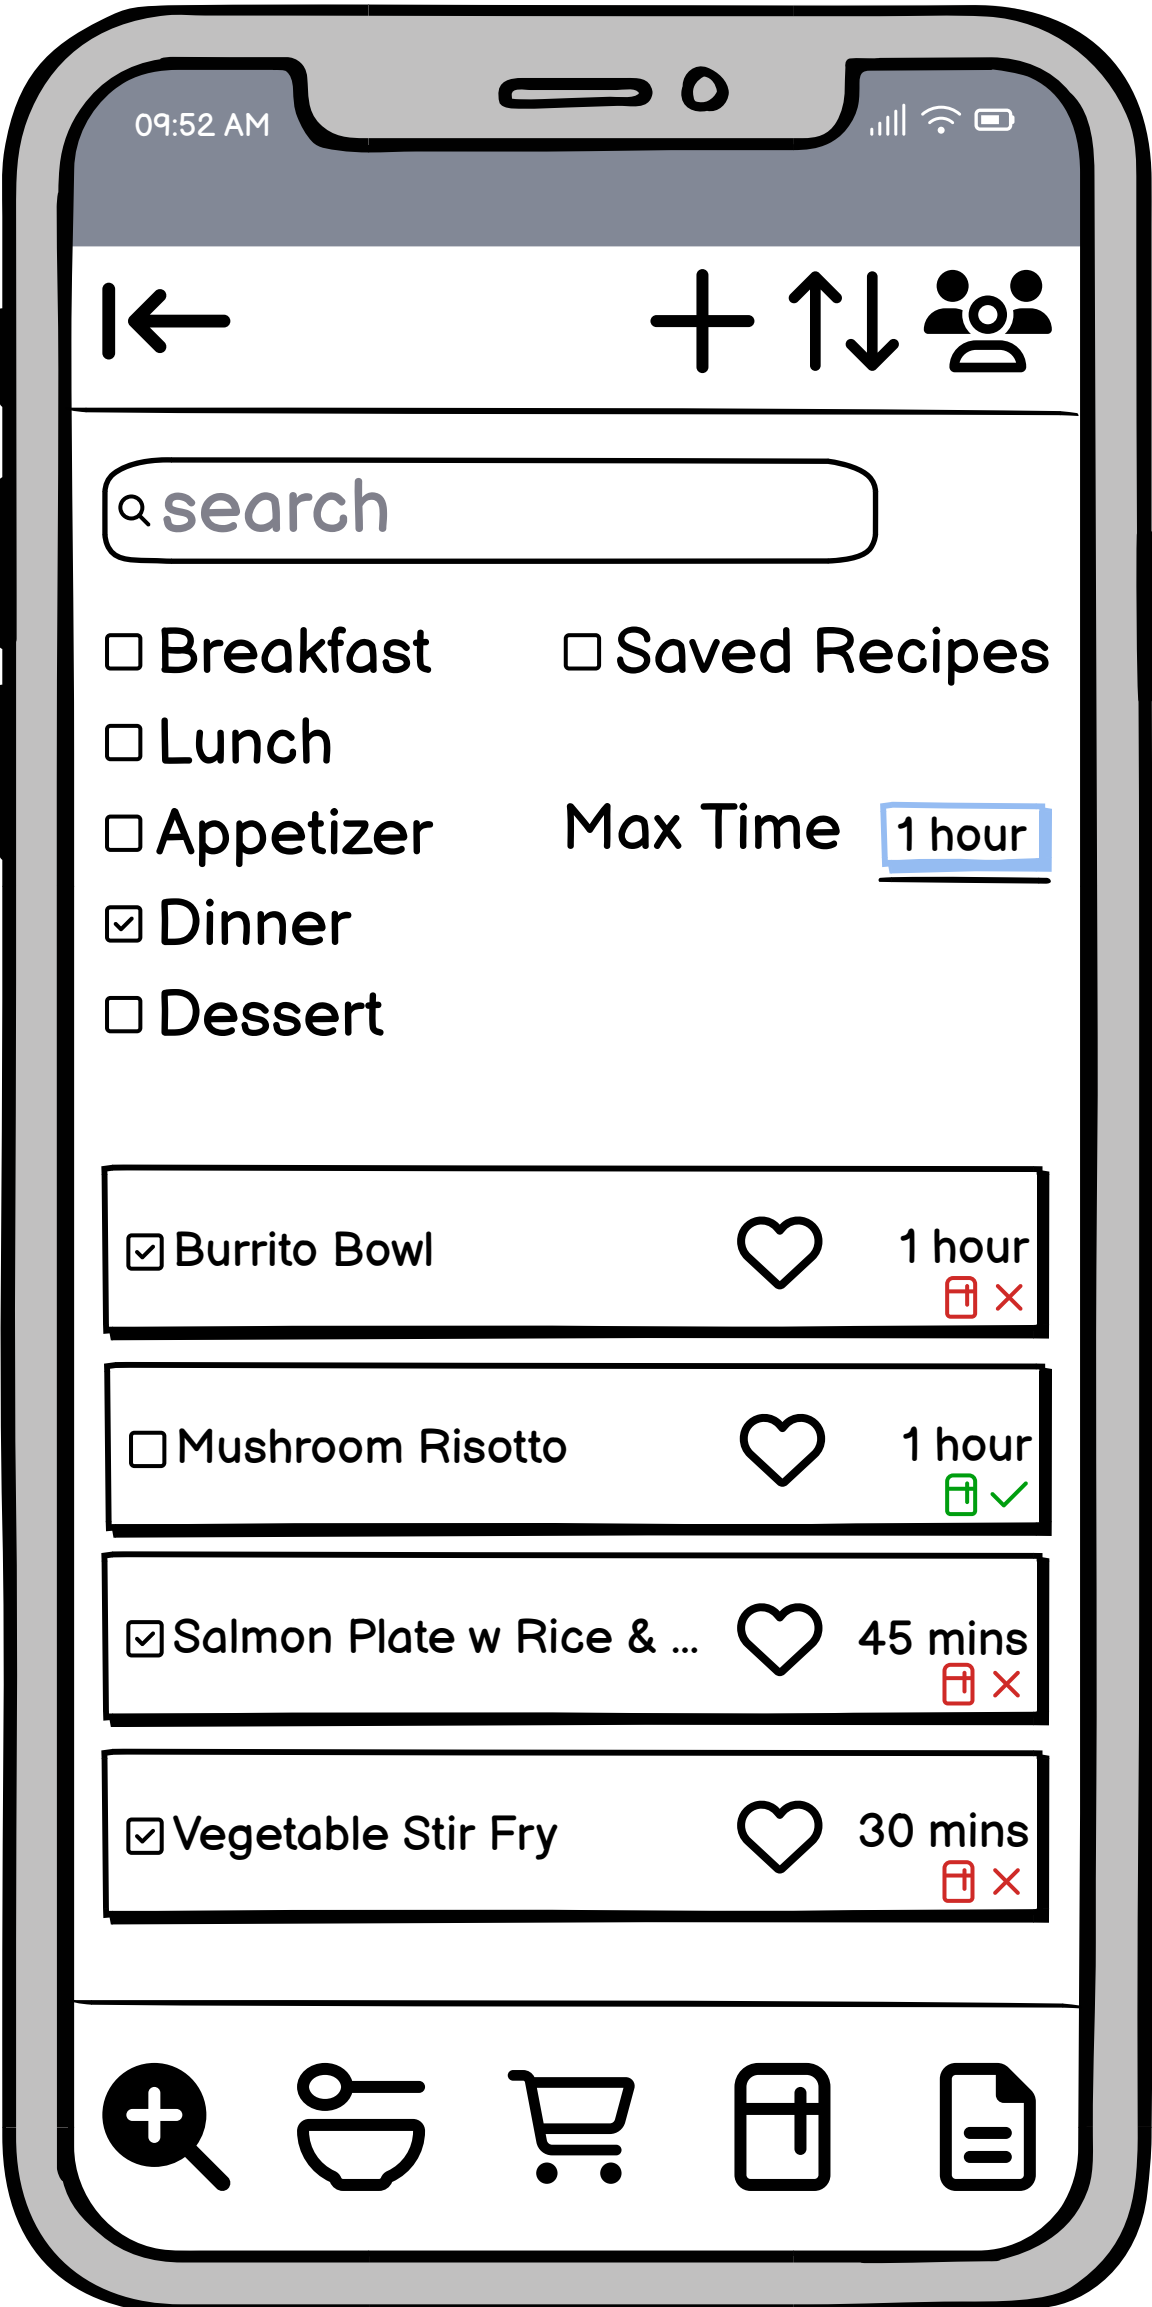 09:52 AM
search
Breakfast
Saved Recipes
Lunch
Appetizer
Max Time
1 hour
Dinner
Dessert
Burrito Bowl
1 hour
Mushroom Risotto
1 hour
Salmon Plate w Rice & ...
45 mins
Vegetable Stir Fry
30 mins